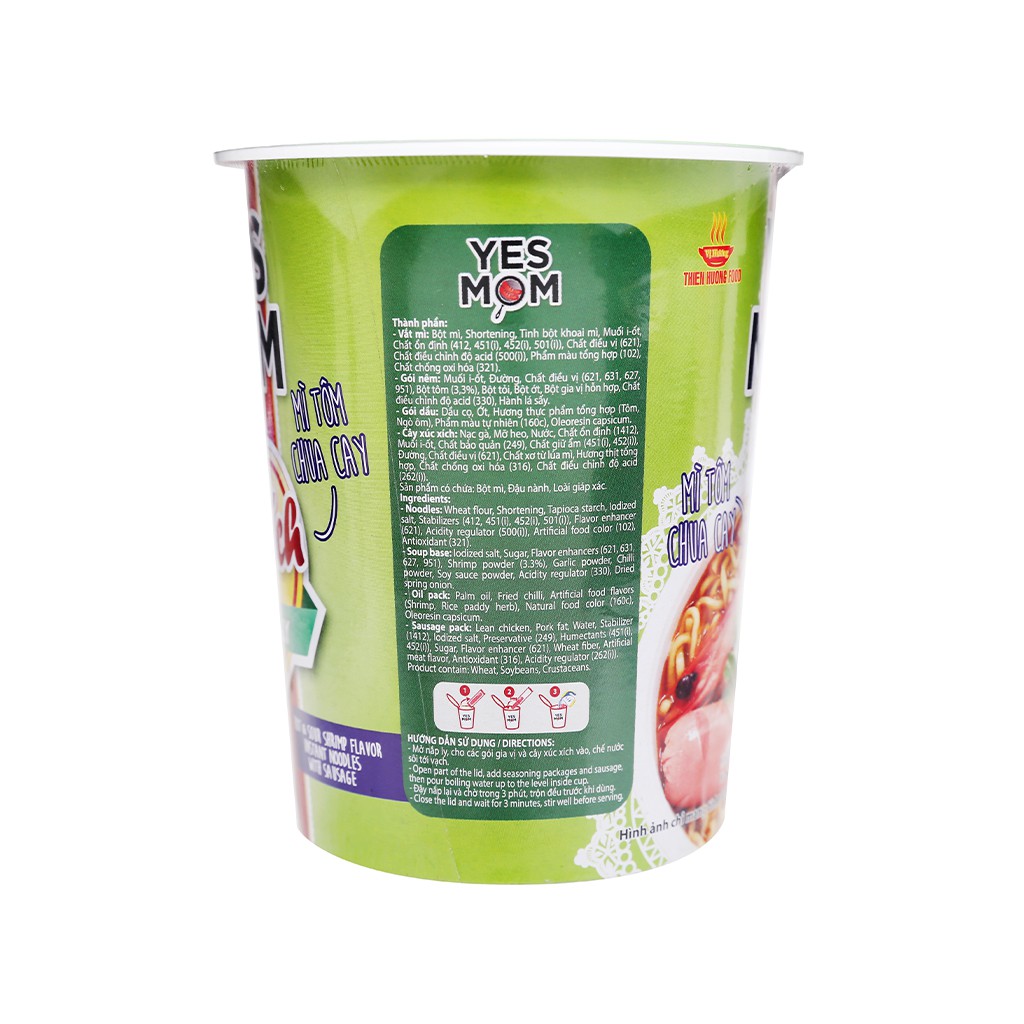 YES
MOM
Vị Hương
THIEN HUONG FOOD
MÌ TÔM
CHUA CAY
SOUR SHRIMP FLAVOR
INSTANT NOODLES
WITH SAUSAGE
Thành phần:
- Vắt mì: Bột mì, Shortening, Tinh bột khoai mì, Muối i-ốt,
Chất ổn định (412, 451(i), 452(i), 501(i)), Chất điều vị (621),
Chất điều chỉnh độ acid (500(i)), Phẩm màu tổng hợp (102),
Chất chống oxi hóa (321).
- Gói nêm: Muối i-ốt, Đường, Chất điều vị (621, 631, 627,
951), Bột tôm (3,3%), Bột tỏi, Bột ớt, Bột gia vị hỗn hợp, Chất
điều chỉnh độ acid (330), Hành lá sấy.
- Gói dầu: Dầu cọ, Ớt, Hương thực phẩm tổng hợp (Tôm,
Ngò ôm), Phẩm màu tự nhiên (160c), Oleoresin capsicum.
- Cây xúc xích: Nạc gà, Mỡ heo, Nước, Chất ổn định (1412),
Muối i-ốt, Chất bảo quản (249), Chất giữ ẩm (451(i), 452(i)),
Đường, Chất điều vị (621), Chất xơ từ lúa mì, Hương thịt tổng
hợp, Chất chống oxi hóa (316), Chất điều chỉnh độ acid
(262(i)).
Sản phẩm có chứa: Bột mì, Đậu nành, Loài giáp xác.
Ingredients:
- Noodles: Wheat flour, Shortening, Tapioca starch, Iodized
salt, Stabilizers (412, 451(i), 452(i), 501(i)), Flavor enhancer
(621), Acidity regulator (500(i)), Artificial food color (102),
Antioxidant (321).
- Soup base: Iodized salt, Sugar, Flavor enhancers (621, 631,
627, 951), Shrimp powder (3.3%), Garlic powder, Chilli
powder, Soy sauce powder, Acidity regulator (330), Dried
spring onion.
- Oil pack: Palm oil, Fried chilli, Artificial food flavors
(Shrimp, Rice paddy herb), Natural food color (160c),
Oleoresin capsicum.
- Sausage pack: Lean chicken, Pork fat, Water, Stabilizer
(1412), Iodized salt, Preservative (249), Humectants (451(i),
452(i)), Sugar, Flavor enhancer (621), Wheat fiber, Artificial
meat flavor, Antioxidant (316), Acidity regulator (262(i)).
Product contain: Wheat, Soybeans, Crustaceans.
1 2 3
YES MOM YES MOM YES MOM
HƯỚNG DẪN SỬ DỤNG / DIRECTIONS:
- Mở nắp ly, cho các gói gia vị và cây xúc xích vào, chế nước
sôi tới vạch.
- Open part of the lid, add seasoning packages and sausage,
then pour boiling water up to the level inside cup.
- Đậy nắp lại và chờ trong 3 phút, trộn đều trước khi dùng.
- Close the lid and wait for 3 minutes, stir well before serving.
MÌ TÔM
CHUA CAY
Hình ảnh chỉ